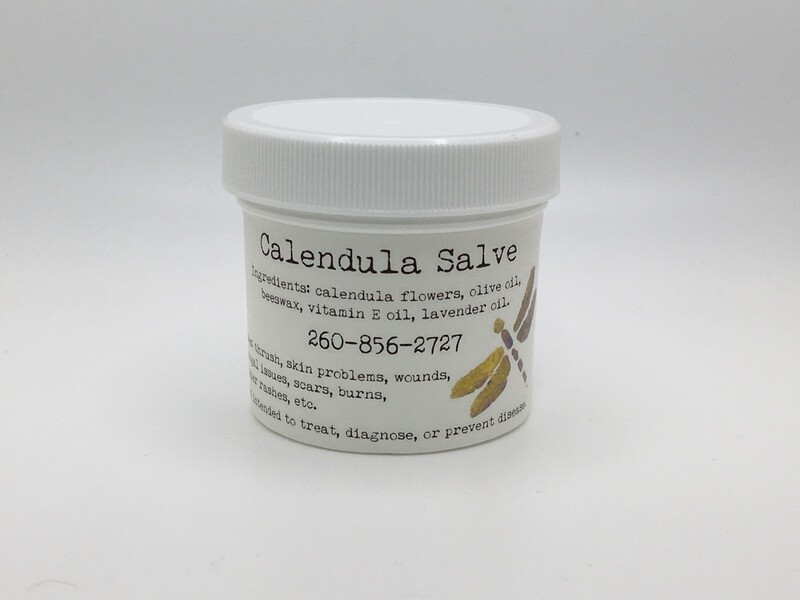 Calendula Salve
Ingredients: calendula flowers, olive oil,
beeswax, vitamin E oil, lavender oil.
260-856-2727
thrush, skin problems, wounds,
issues, scars, burns,
rashes, etc.
intended to treat, diagnose, or prevent disease.